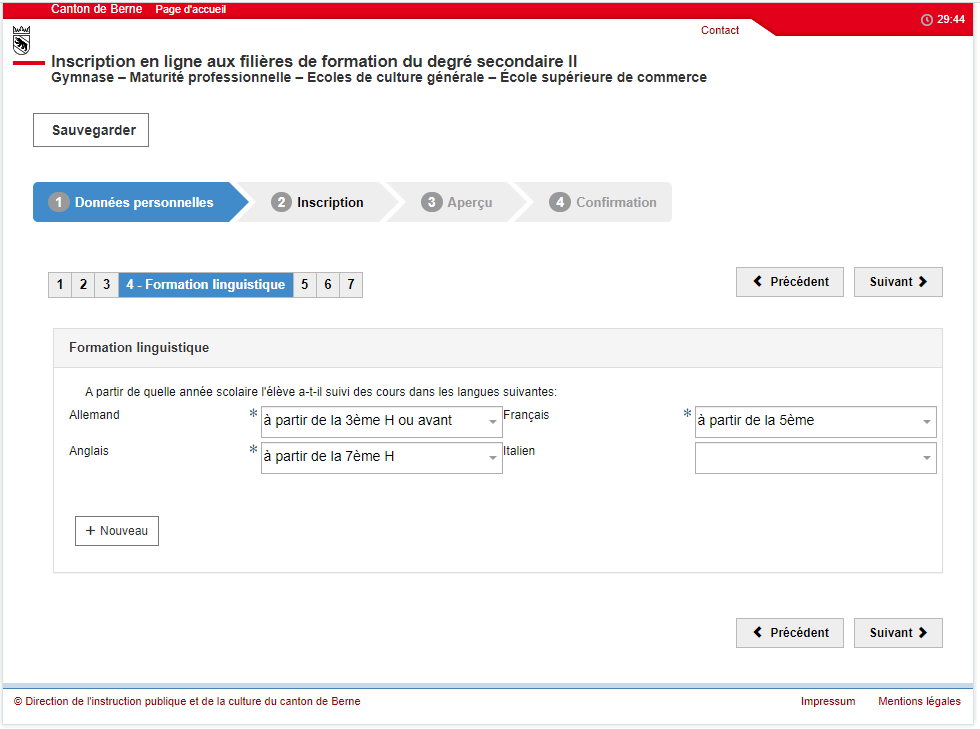 Canton de Berne Page d'accueil
29:44
Contact
Inscription en ligne aux filières de formation du degré secondaire II
Gymnase – Maturité professionnelle – Ecoles de culture générale – École supérieure de commerce
Sauvegarder
1 Données personnelles 2 Inscription 3 Aperçu 4 Confirmation
1 2 3 4 - Formation linguistique 5 6 7 Précédent Suivant
Formation linguistique
A partir de quelle année scolaire l'élève a-t-il suivi des cours dans les langues suivantes:
Allemand * à partir de la 3ème H ou avant Français * à partir de la 5ème
Anglais * à partir de la 7ème H Italien
+ Nouveau
Précédent Suivant
© Direction de l'instruction publique et de la culture du canton de Berne Impressum Mentions légales